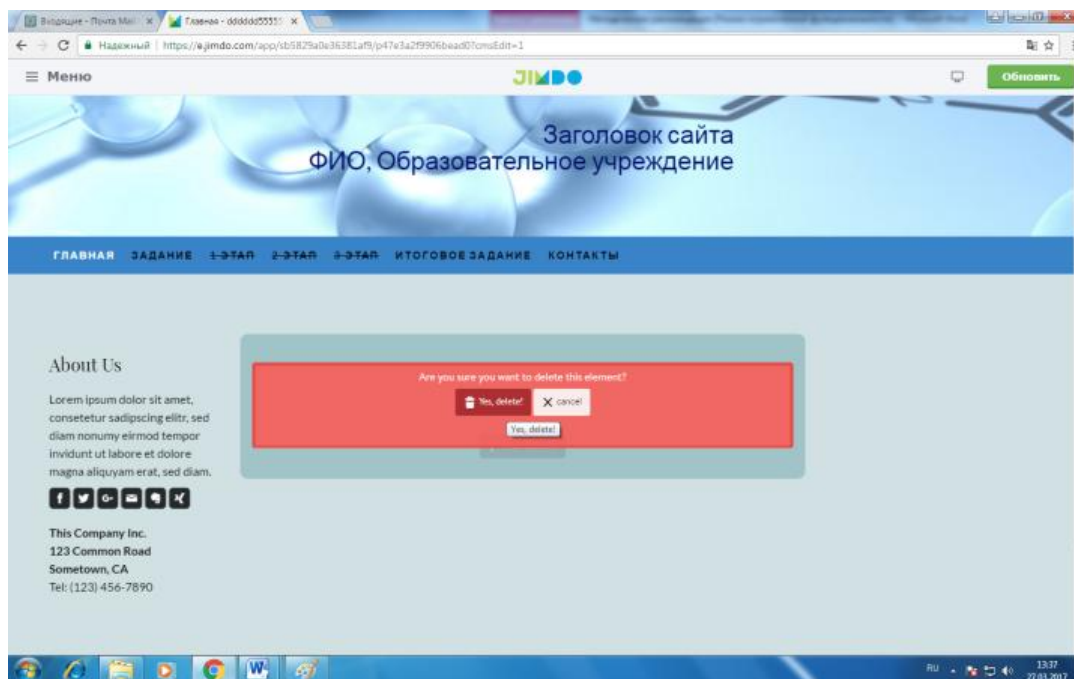 Входящие - Почта Mail
Главная - dddddd55555
Надежный
https://e.jimdo.com/app/sb5829a0e36381af9/p47e3a2f9906bead0?cmsEdit=1
Меню
JIMDO
Обновить
Заголовок сайта
ФИО, Образовательное учреждение
ГЛАВНАЯ ЗАДАНИЕ 1 ЭТАП 2 ЭТАП 3 ЭТАП ИТОГОВОЕ ЗАДАНИЕ КОНТАКТЫ
About Us
Lorem ipsum dolor sit amet,
consetetur sadipscing elitr, sed
diam nonumy eirmod tempor
invidunt ut labore et dolore
magna aliquyam erat, sed diam.
This Company Inc.
123 Common Road
Sometown, CA
Tel: (123) 456-7890
Are you sure you want to delete this element?
Yes, delete!
cancel
Yes, delete!
RU
13:37
27.03.2017